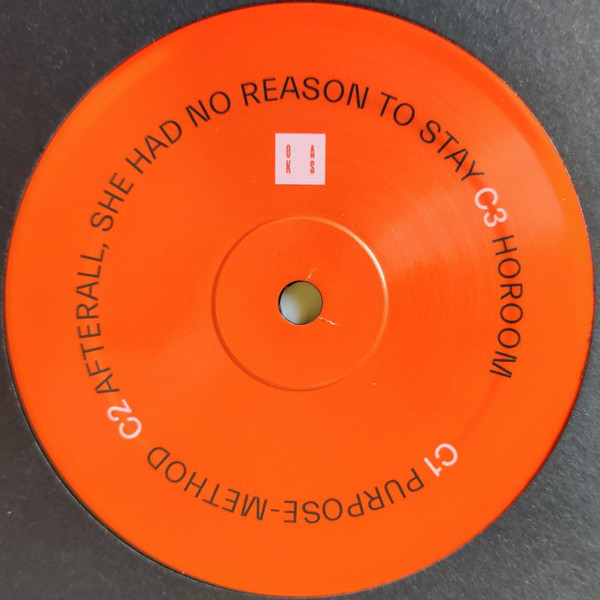 O A
K S
C1 PURPOSE-METHOD
C2 AFTERALL, SHE HAD NO REASON TO STAY
C3 HOROOM